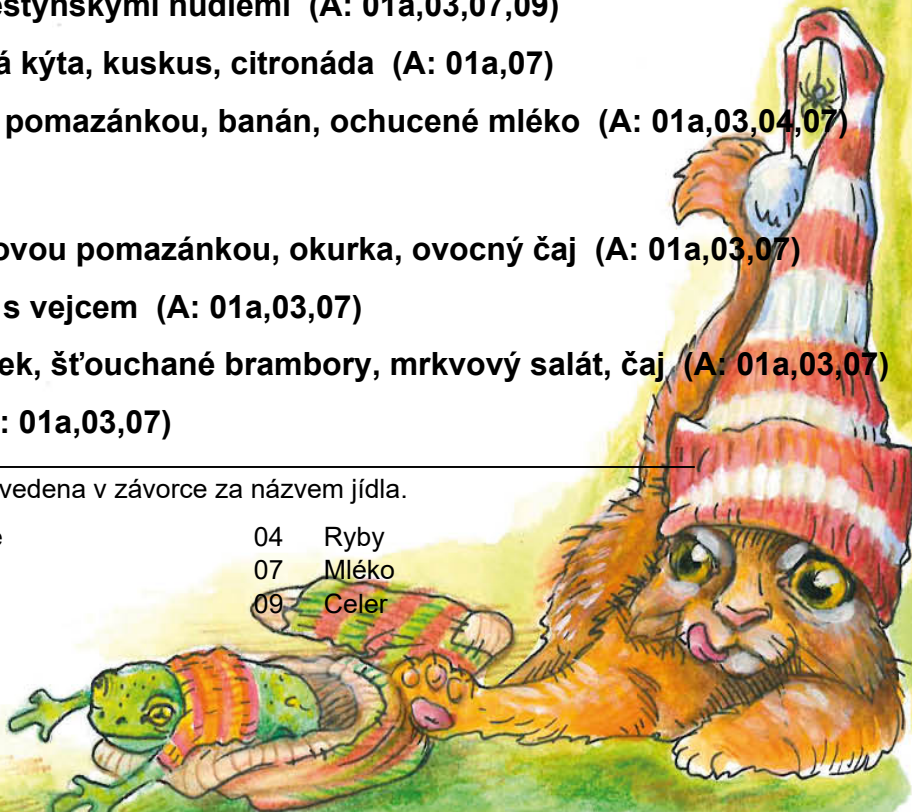 estýnskými nudlemi (A: 01a,03,07,09)
á kýta, kuskus, citronáda (A: 01a,07)
pomazánkou, banán, ochucené mléko (A: 01a,03,04,07)
ovou pomazánkou, okurka, ovocný čaj (A: 01a,03,07)
s vejcem (A: 01a,03,07)
ek, šťouchané brambory, mrkvový salát, čaj (A: 01a,03,07)
: 01a,03,07)
vedena v závorce za názvem jídla.
e 04 Ryby
07 Mléko
09 Celer